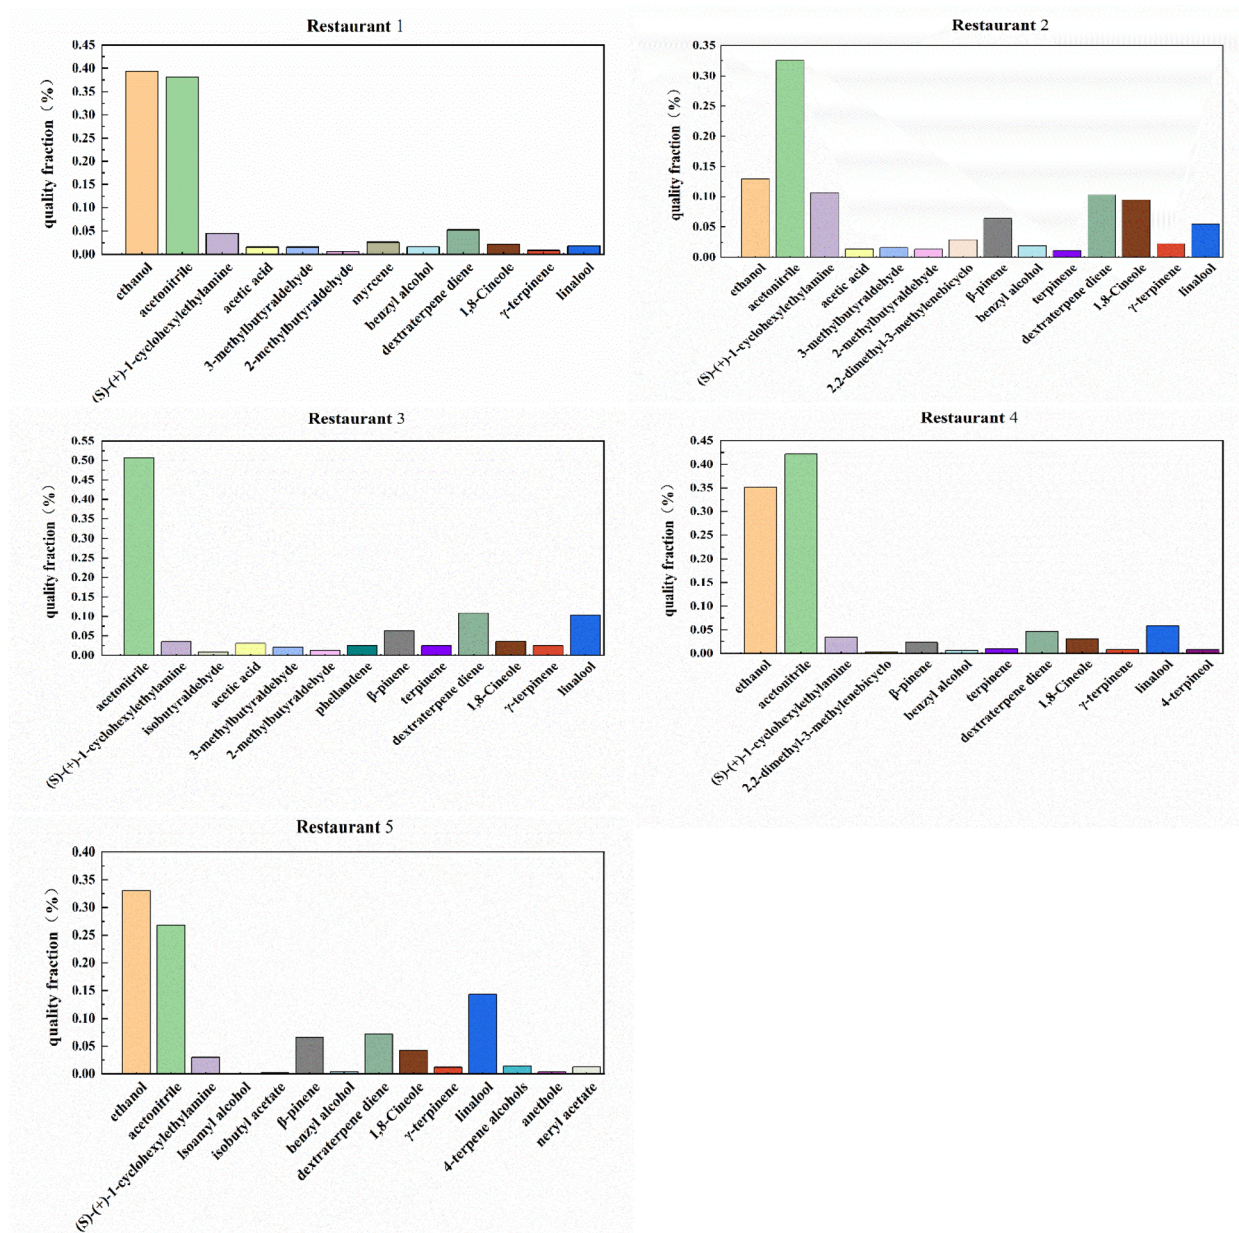 Restaurant 1
quality fraction（%）
0.45
0.40
0.35
0.30
0.25
0.20
0.15
0.10
0.05
0.00
ethanol
acetonitrile
(S)-(+)-1-cyclohexylethylamine
acetic acid
3-methylbutyraldehyde
2-methylbutyraldehyde
myrcene
benzyl alcohol
dextraterpene diene
1,8-Cineole
γ-terpinene
linalool
Restaurant 2
quality fraction（%）
0.35
0.30
0.25
0.20
0.15
0.10
0.05
0.00
ethanol
acetonitrile
(S)-(+)-1-cyclohexylethylamine
acetic acid
3-methylbutyraldehyde
2-methylbutyraldehyde
2,2-dimethyl-3-methylenebicyclo
β-pinene
benzyl alcohol
terpinene
dextraterpene diene
1,8-Cineole
γ-terpinene
linalool
Restaurant 3
quality fraction（%）
0.55
0.50
0.45
0.40
0.35
0.30
0.25
0.20
0.15
0.10
0.05
0.00
acetonitrile
(S)-(+)-1-cyclohexylethylamine
isobutyraldehyde
acetic acid
3-methylbutyraldehyde
2-methylbutyraldehyde
phellandene
β-pinene
terpinene
dextraterpene diene
1,8-Cineole
γ-terpinene
linalool
Restaurant 4
quality fraction（%）
0.45
0.40
0.35
0.30
0.25
0.20
0.15
0.10
0.05
0.00
ethanol
acetonitrile
(S)-(+)-1-cyclohexylethylamine
2,2-dimethyl-3-methylenebicyclo
β-pinene
benzyl alcohol
terpinene
dextraterpene diene
1,8-Cineole
γ-terpinene
linalool
4-terpineol
Restaurant 5
quality fraction（%）
0.40
0.35
0.30
0.25
0.20
0.15
0.10
0.05
0.00
ethanol
acetonitrile
(S)-(+)-1-cyclohexylethylamine
Isoamyl alcohol
isobutyl acetate
β-pinene
benzyl alcohol
dextraterpene diene
1,8-Cineole
γ-terpinene
linalool
4-terpene alcohols
anethole
neryl acetate